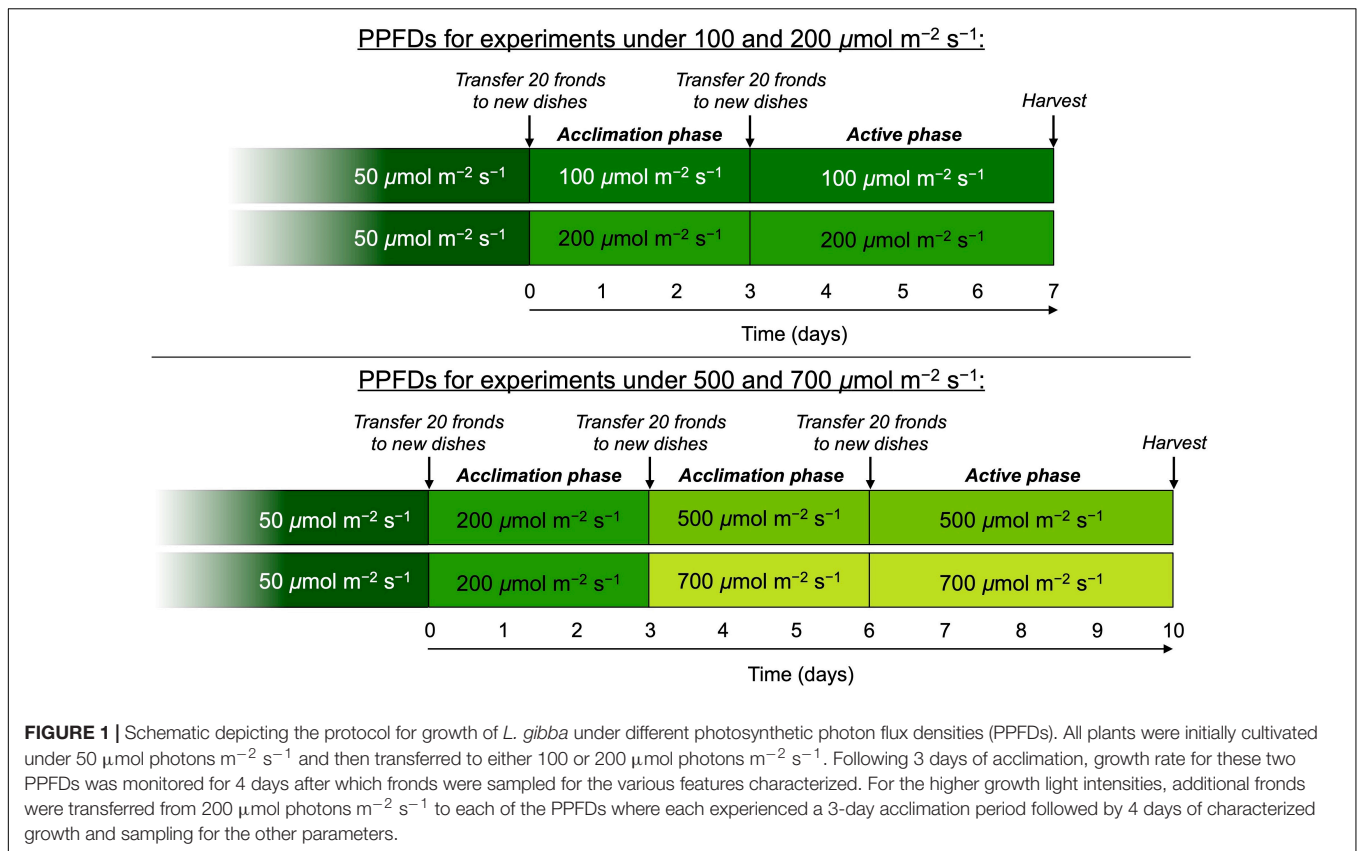 PPFDs for experiments under 100 and 200 µmol m⁻² s⁻¹:
Transfer 20 fronds to new dishes
Transfer 20 fronds to new dishes
Harvest
Acclimation phase
Active phase
50 µmol m⁻² s⁻¹
100 µmol m⁻² s⁻¹
100 µmol m⁻² s⁻¹
50 µmol m⁻² s⁻¹
200 µmol m⁻² s⁻¹
200 µmol m⁻² s⁻¹
0 1 2 3 4 5 6 7
Time (days)
PPFDs for experiments under 500 and 700 µmol m⁻² s⁻¹:
Transfer 20 fronds
to new dishes
Transfer 20 fronds
to new dishes
Transfer 20 fronds
to new dishes
Harvest
Acclimation phase
Acclimation phase
Active phase
50 µmol m⁻² s⁻¹
200 µmol m⁻² s⁻¹
500 µmol m⁻² s⁻¹
500 µmol m⁻² s⁻¹
50 µmol m⁻² s⁻¹
200 µmol m⁻² s⁻¹
700 µmol m⁻² s⁻¹
700 µmol m⁻² s⁻¹
0 1 2 3 4 5 6 7 8 9 10
Time (days)
FIGURE 1 | Schematic depicting the protocol for growth of L. gibba under different photosynthetic photon flux densities (PPFDs). All plants were initially cultivated
under 50 µmol photons m⁻² s⁻¹ and then transferred to either 100 or 200 µmol photons m⁻² s⁻¹. Following 3 days of acclimation, growth rate for these two
PPFDs was monitored for 4 days after which fronds were sampled for the various features characterized. For the higher growth light intensities, additional fronds
were transferred from 200 µmol photons m⁻² s⁻¹ to each of the PPFDs where each experienced a 3-day acclimation period followed by 4 days of characterized
growth and sampling for the other parameters.